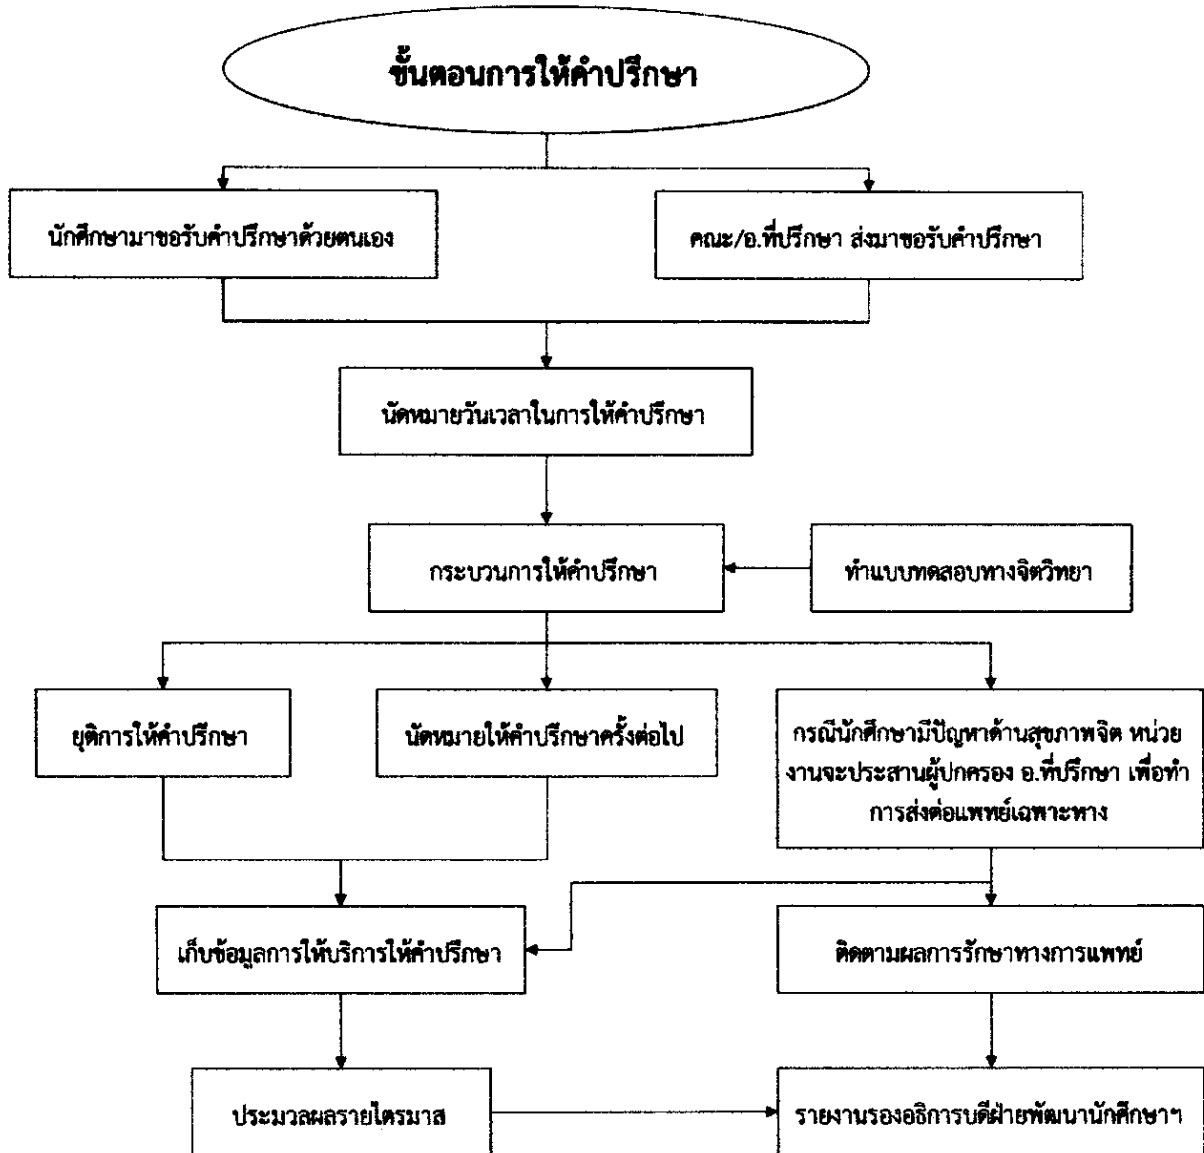 ขั้นตอนการให้คำปรึกษา
นักศึกษามาขอรับคำปรึกษาด้วยตนเอง
คณะ/อ.ที่ปรึกษา ส่งมาขอรับคำปรึกษา
นัดหมายวันเวลาในการให้คำปรึกษา
กระบวนการให้คำปรึกษา
ทำแบบทดสอบทางจิตวิทยา
ยุติการให้คำปรึกษา
นัดหมายให้คำปรึกษาครั้งต่อไป
กรณีนักศึกษามีปัญหาด้านสุขภาพจิต หน่วย
งานจะประสานผู้ปกครอง อ.ที่ปรึกษา เพื่อทำ
การส่งต่อแพทย์เฉพาะทาง
เก็บข้อมูลการให้บริการให้คำปรึกษา
ติดตามผลการรักษาทางการแพทย์
ประมวลผลรายไตรมาส
รายงานรองอธิการบดีฝ่ายพัฒนานักศึกษาฯ